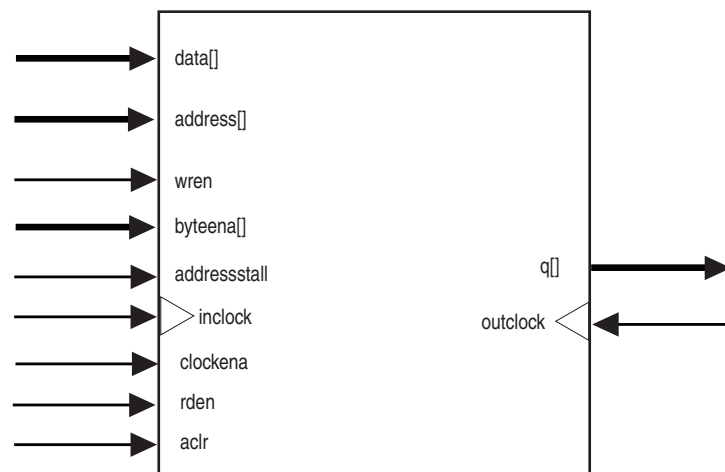 data[]
address[]
wren
byteena[]
addressstall
q[]
inclock
outclock
clockena
rden
aclr